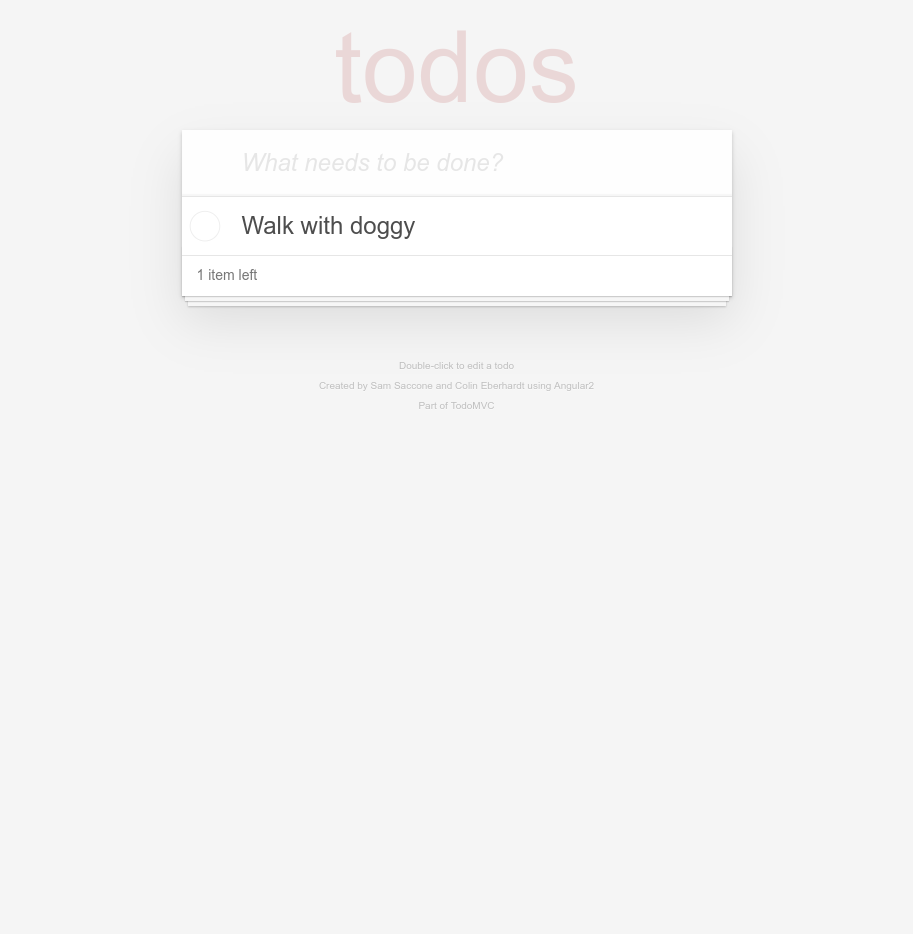 todos
What needs to be done?
Walk with doggy
1 item left
Double-click to edit a todo
Created by Sam Saccone and Colin Eberhardt using Angular2
Part of TodoMVC